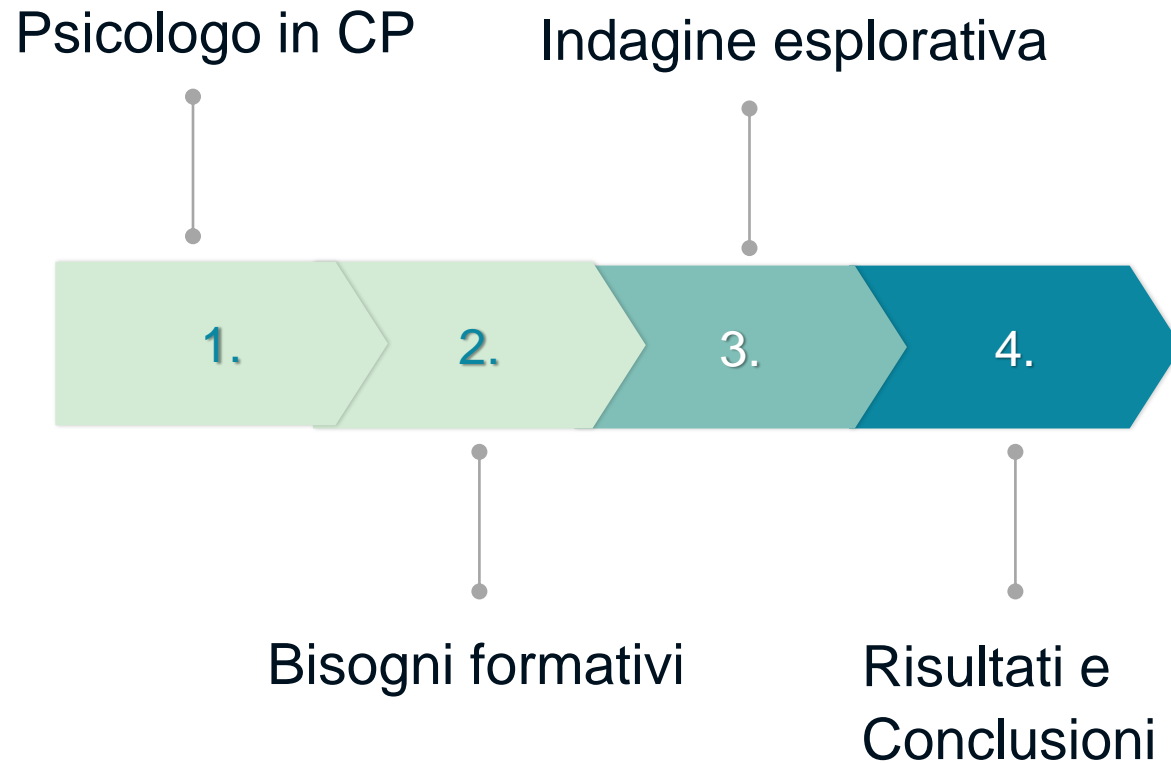 Psicologo in CP
Indagine esplorativa
1.
2.
3.
4.
Bisogni formativi
Risultati e
Conclusioni